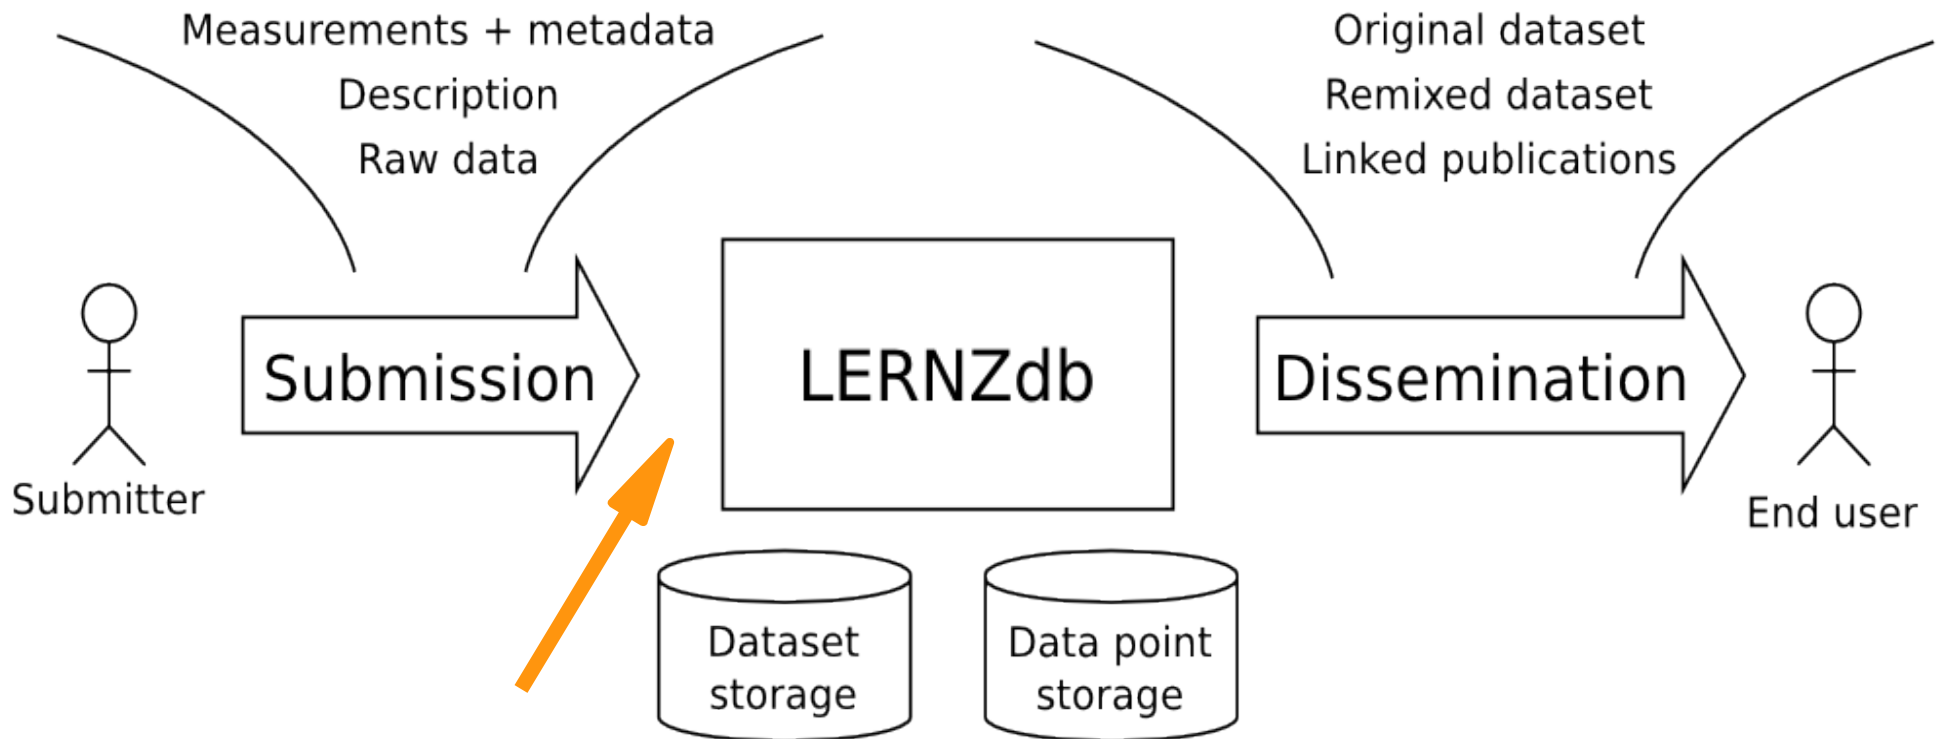 Measurements + metadata
Description
Raw data
Original dataset
Remixed dataset
Linked publications
Submitter
Submission
LERNZdb
Dissemination
End user
Dataset
storage
Data point
storage